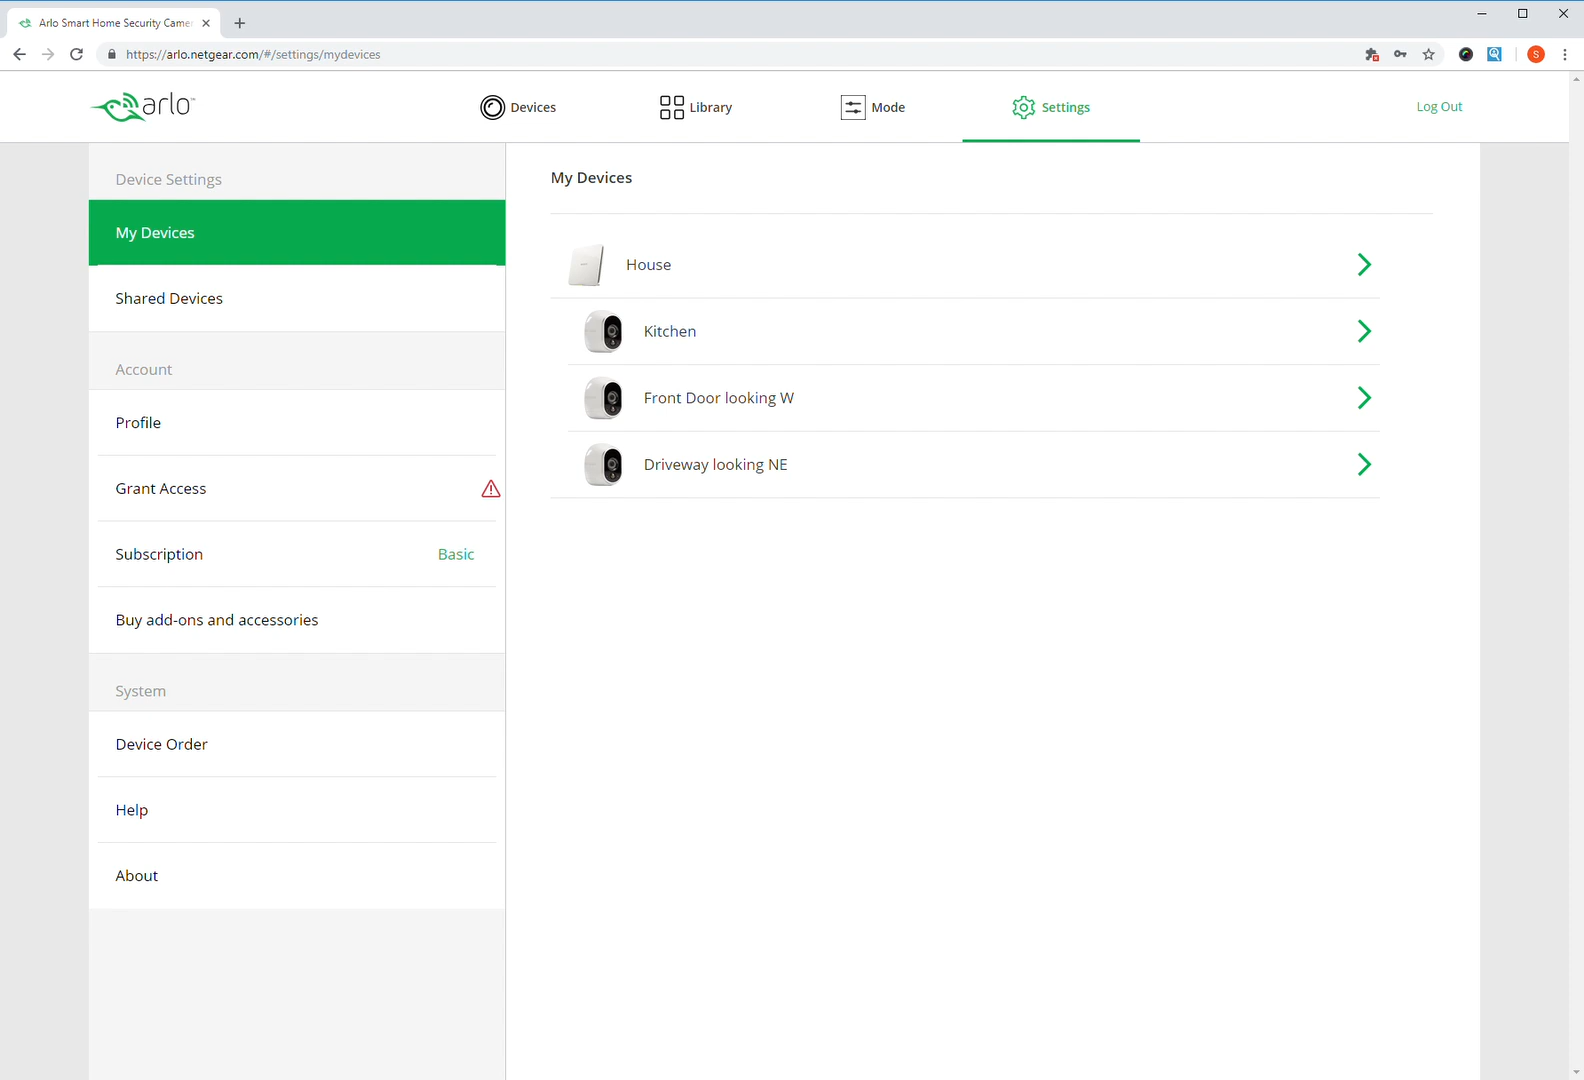 Arlo Smart Home Security Camer
https://arlo.netgear.com/#/settings/mydevices
S
arlo™
Devices
Library
Mode
Settings
Log Out
Device Settings
My Devices
Shared Devices
Account
Profile
Grant Access
Subscription
Basic
Buy add-ons and accessories
System
Device Order
Help
About
My Devices
House
Kitchen
Front Door looking W
Driveway looking NE